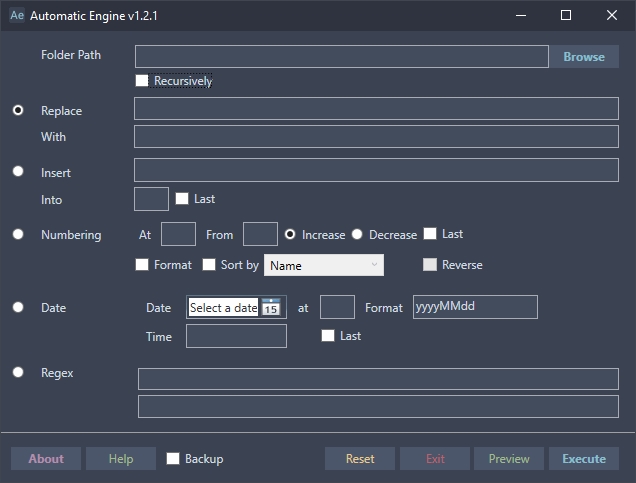 Ae Automatic Engine v1.2.1
Folder Path Browse
Recursively
Replace
With
Insert
Into Last
Numbering At From Increase Decrease Last
Format Sort by Name Reverse
Date Date Select a date 15 at Format yyyyMMdd
Time Last
Regex
About Help Backup Reset Exit Preview Execute